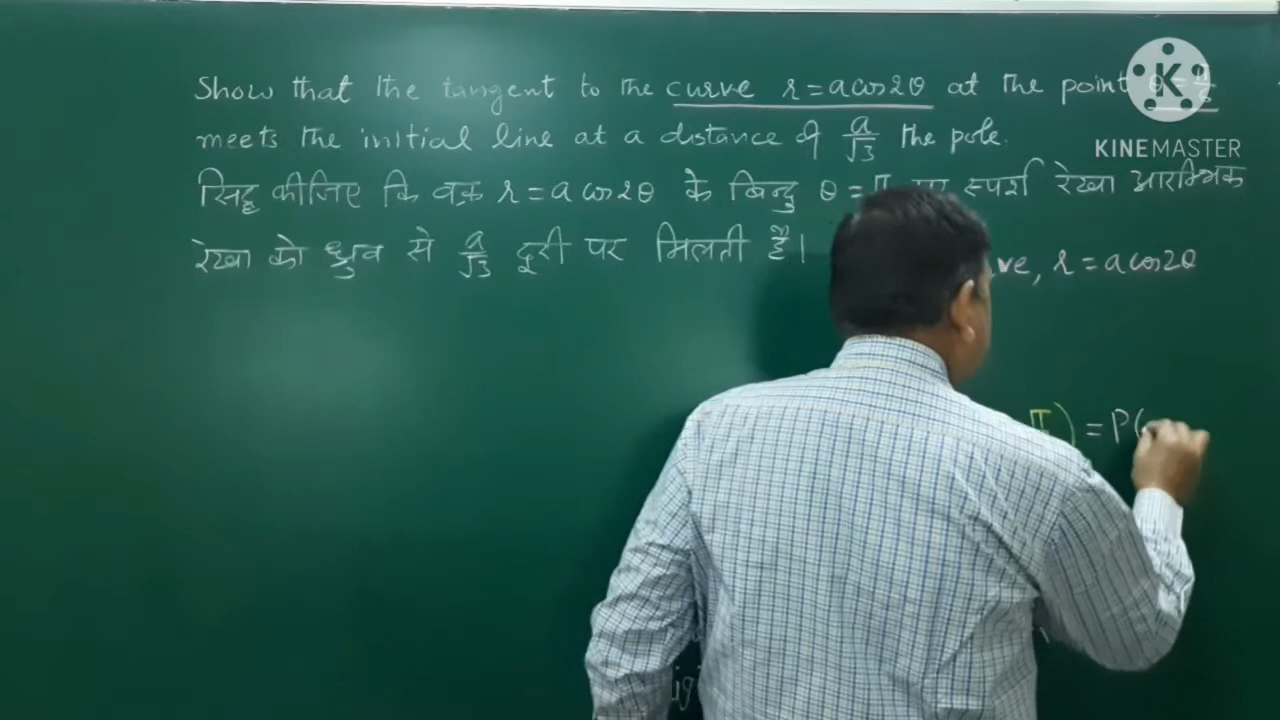 Show that the tangent to the curve r = a cos2θ at the point
meets the initial line at a distance of a/√3 the pole.
सिद्ध कीजिए कि वक्र r = a cos2θ के बिन्दु θ = π पर स्पर्श रेखा आरम्भिक
रेखा को ध्रुव से a/√3 दूरी पर मिलती है।
ve, r = a cos2θ
π) = P(
KINEMASTER